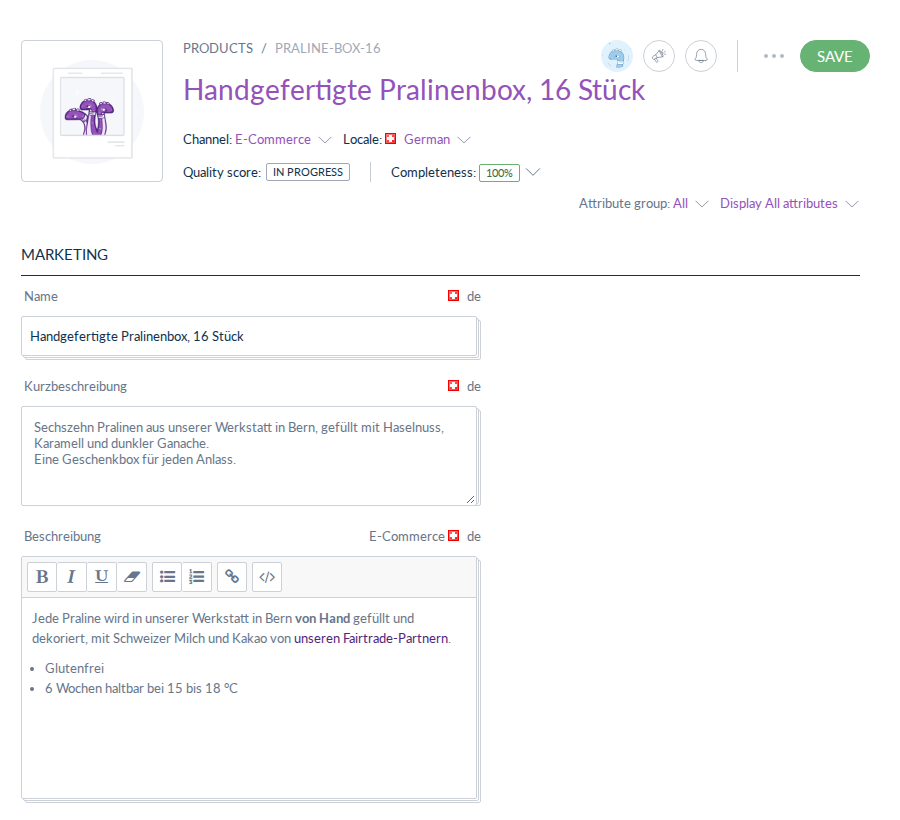 PRODUCTS / PRALINE-BOX-16
SAVE
Handgefertigte Pralinenbox, 16 Stück
Channel: E-Commerce Locale: German
Quality score: IN PROGRESS Completeness: 100%
Attribute group: All Display All attributes
MARKETING
Name de
Handgefertigte Pralinenbox, 16 Stück
Kurzbeschreibung de
Sechszehn Pralinen aus unserer Werkstatt in Bern, gefüllt mit Haselnuss,
Karamell und dunkler Ganache.
Eine Geschenkbox für jeden Anlass.
Beschreibung E-Commerce de
B I U </>
Jede Praline wird in unserer Werkstatt in Bern von Hand gefüllt und
dekoriert, mit Schweizer Milch und Kakao von unseren Fairtrade-Partnern.
• Glutenfrei
• 6 Wochen haltbar bei 15 bis 18 °C